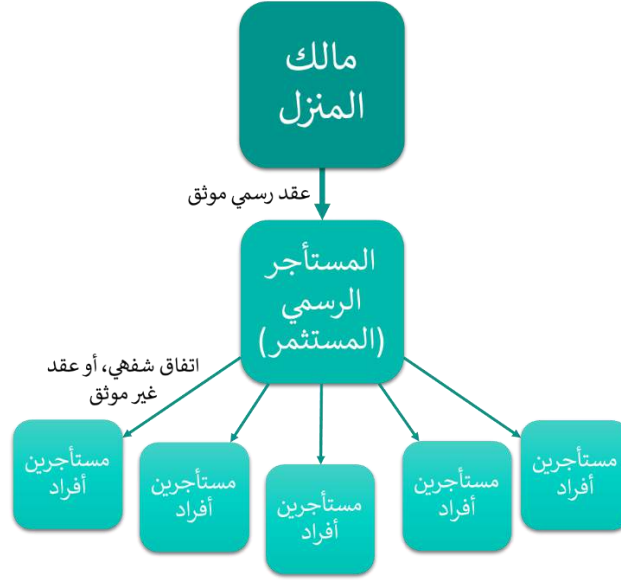 مالك
المنزل
عقد رسمي موثق
المستأجر
الرسمي
(المستثمر)
اتفاق شفهي، أو عقد
غير موثق
مستأجرين
أفراد
مستأجرين
أفراد
مستأجرين
أفراد
مستأجرين
أفراد
مستأجرين
أفراد